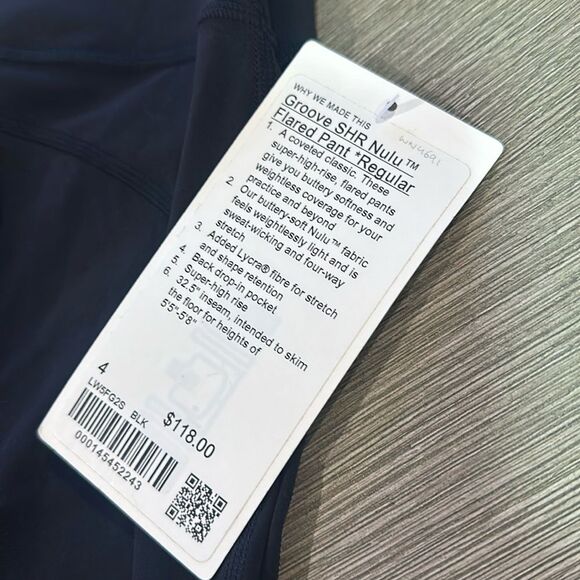 WHY WE MADE THIS
Groove SHR Nulu™
Flared Pant *Regular
1. A coveted classic. These
super-high-rise, flared pants
give you buttery softness and
weightless coverage for your
practice and beyond
2. Our buttery-soft Nulu™ fabric
feels weightlessly light and is
sweat-wicking and four-way
stretch
3. Added Lycra® fibre for stretch
and shape retention
4. Back drop-in pocket
5. Super-high rise
6. 32.5" inseam, intended to skim
the floor for heights of
5'5"-5'8"
4
LW5FG2S BLK
$118.00
000145452243